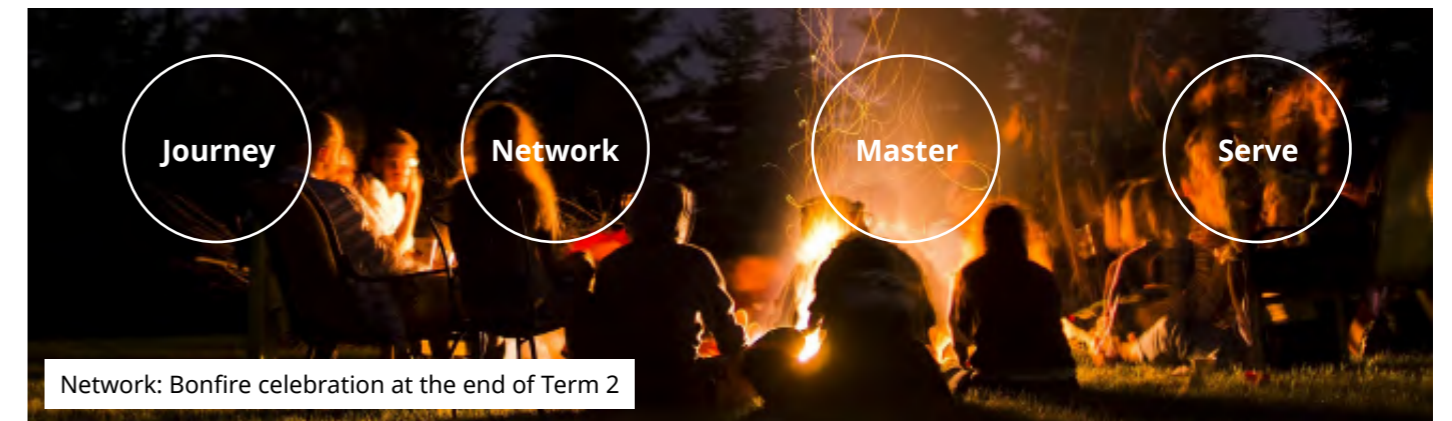 Journey
Network
Master
Serve
Network: Bonfire celebration at the end of Term 2